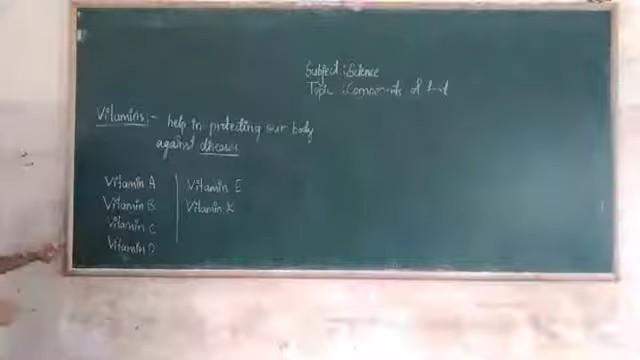 Subject : Science
Topic : Components of food
Vitamins :- help in protecting our body
against diseases
Vitamin A
Vitamin B
Vitamin C
Vitamin D
Vitamin E
Vitamin K